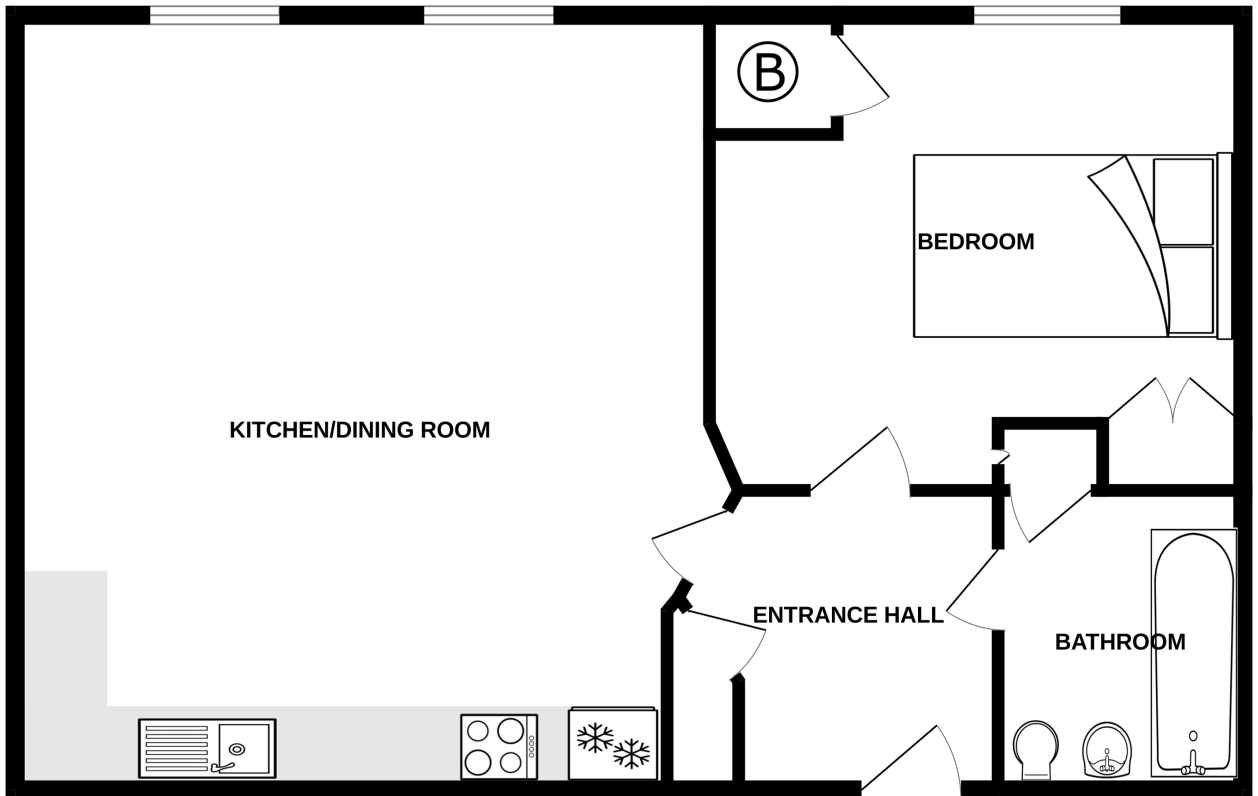 B
BEDROOM
KITCHEN/DINING ROOM
ENTRANCE HALL
BATHROOM